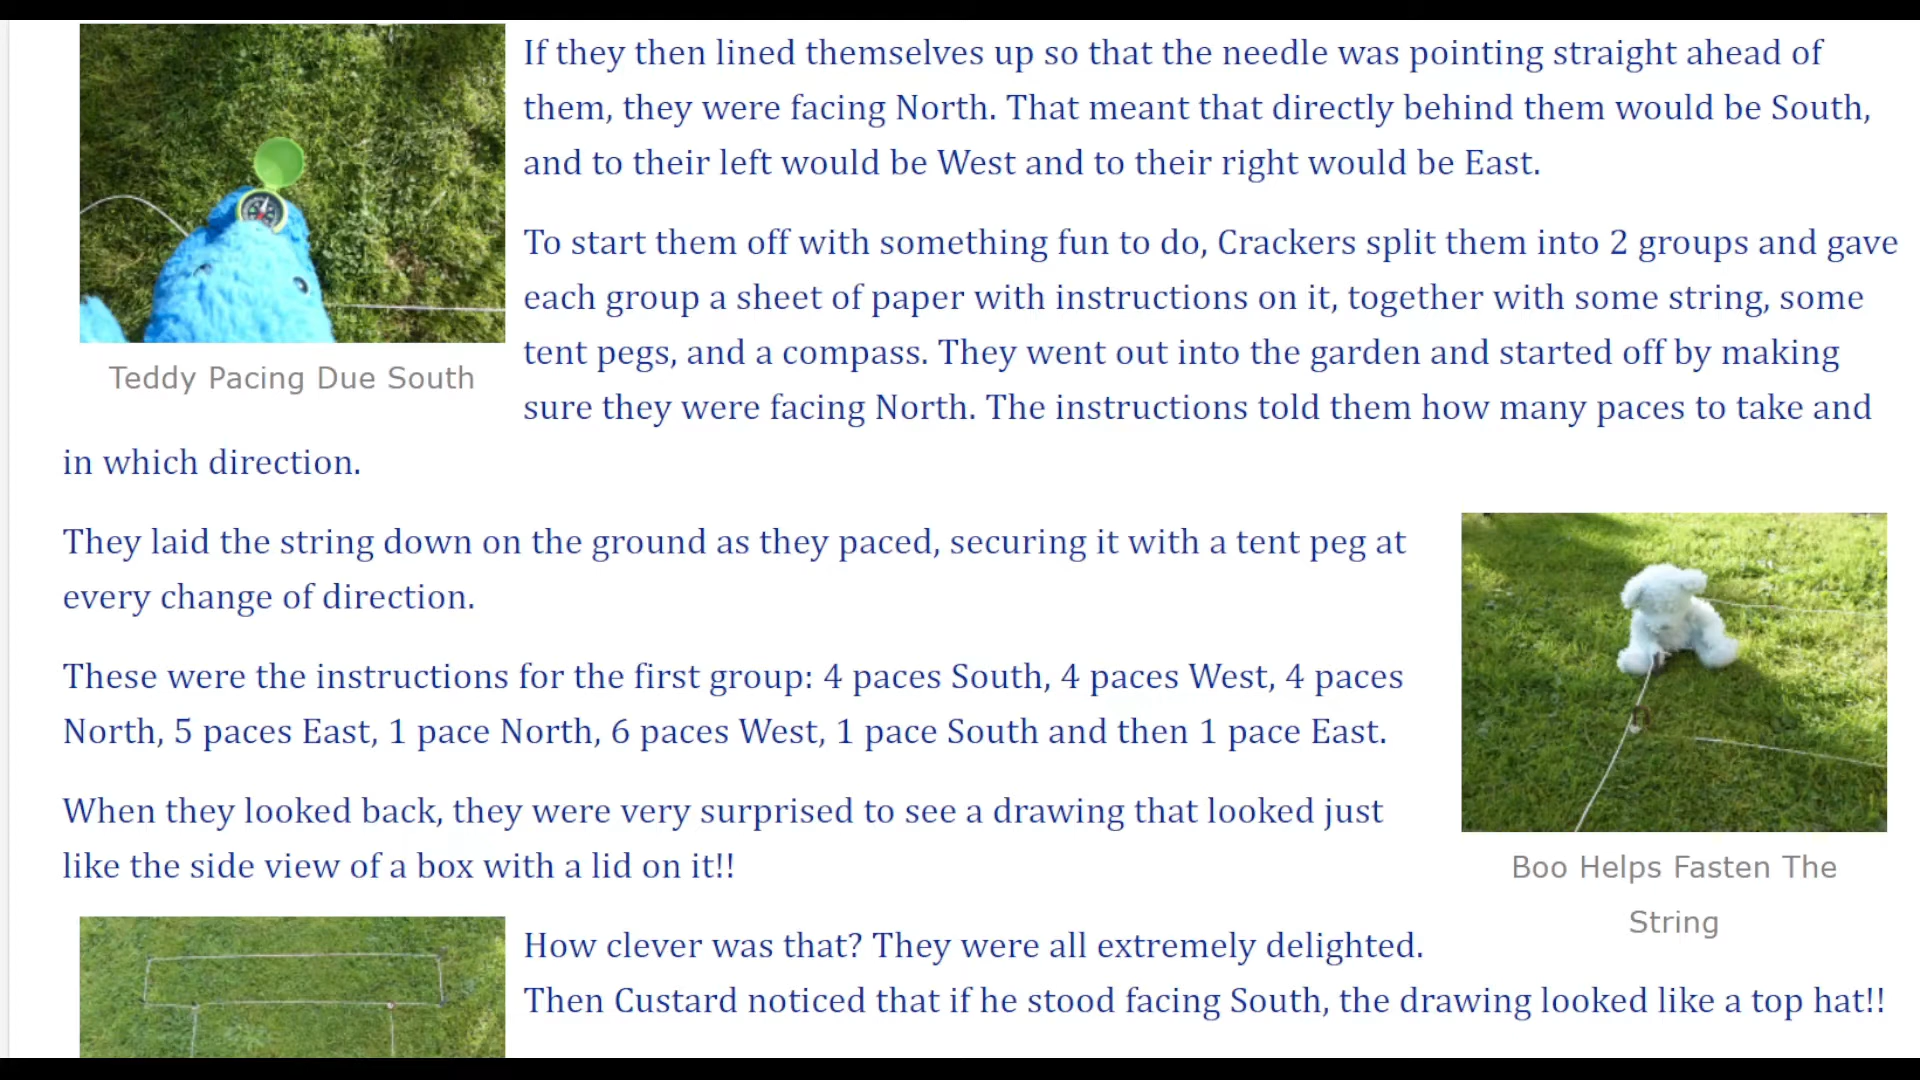 If they then lined themselves up so that the needle was pointing straight ahead of
them, they were facing North. That meant that directly behind them would be South,
and to their left would be West and to their right would be East.
To start them off with something fun to do, Crackers split them into 2 groups and gave
each group a sheet of paper with instructions on it, together with some string, some
tent pegs, and a compass. They went out into the garden and started off by making
sure they were facing North. The instructions told them how many paces to take and
in which direction.
Teddy Pacing Due South
They laid the string down on the ground as they paced, securing it with a tent peg at
every change of direction.
These were the instructions for the first group: 4 paces South, 4 paces West, 4 paces
North, 5 paces East, 1 pace North, 6 paces West, 1 pace South and then 1 pace East.
When they looked back, they were very surprised to see a drawing that looked just
like the side view of a box with a lid on it!!
Boo Helps Fasten The
String
How clever was that? They were all extremely delighted.
Then Custard noticed that if he stood facing South, the drawing looked like a top hat!!